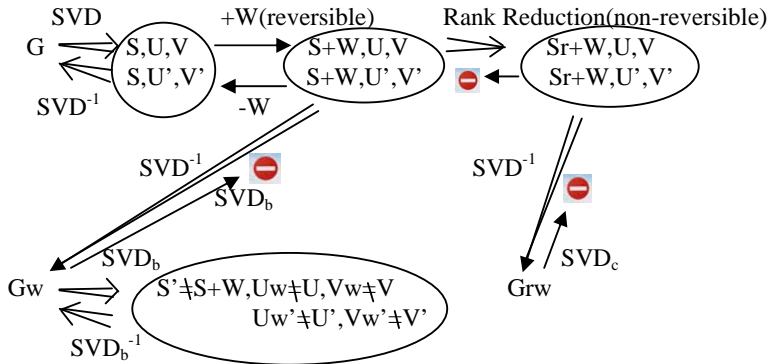 SVD
+W(reversible)
Rank Reduction(non-reversible)
G
S,U,V
S,U’,V’
S+W,U,V
S+W,U’,V’
Sr+W,U,V
Sr+W,U’,V’
SVD-1
-W
SVD-1
SVDb
SVD-1
SVDc
Gw
SVDb
S’≠S+W,Uw≠U,Vw≠V
Uw’≠U’,Vw’≠V’
SVDb-1
Grw